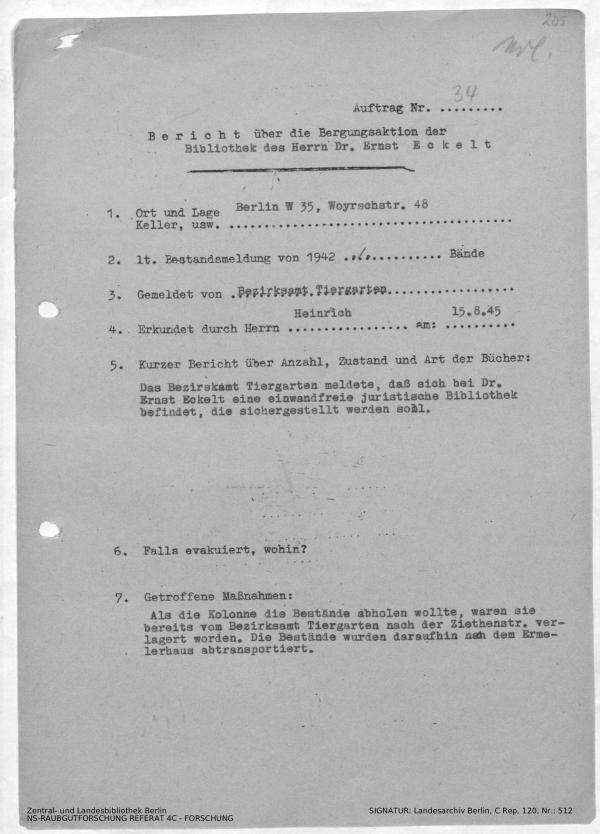 205
Auftrag Nr. ...34...
B e r i c h t über die Bergungsaktion der
Bibliothek des Herrn Dr. Ernst E c k e l t
1. Ort und Lage Berlin W 35, Woyrschstr. 48
Keller, usw. .......................................
2. lt. Bestandsmeldung von 1942 ............... Bände
3. Gemeldet von Bezirksamt Tiergarten..................
4. Erkundet durch Herrn Heinrich am: 15.8.45
5. Kurzer Bericht über Anzahl, Zustand und Art der Bücher:
Das Bezirskamt Tiergarten meldete, daß sich bei Dr.
Ernst Eckelt eine einwandfreie juristische Bibliothek
befindet, die sichergestellt werden soll.
6. Falls evakuiert, wohin?
7. Getroffene Maßnahmen:
Als die Kolonne die Bestände abholen wollte, waren sie
bereits vom Bezirksamt Tiergarten nach der Ziethenstr. ver-
lagert worden. Die Bestände wurden daraufhin nah dem Erme-
lerhaus abtransportiert.
Zentral- und Landesbibliothek Berlin
NS-RAUBGUTFORSCHUNG REFERAT 4C - FORSCHUNG
SIGNATUR: Landesarchiv Berlin, C Rep. 120, Nr.: 512